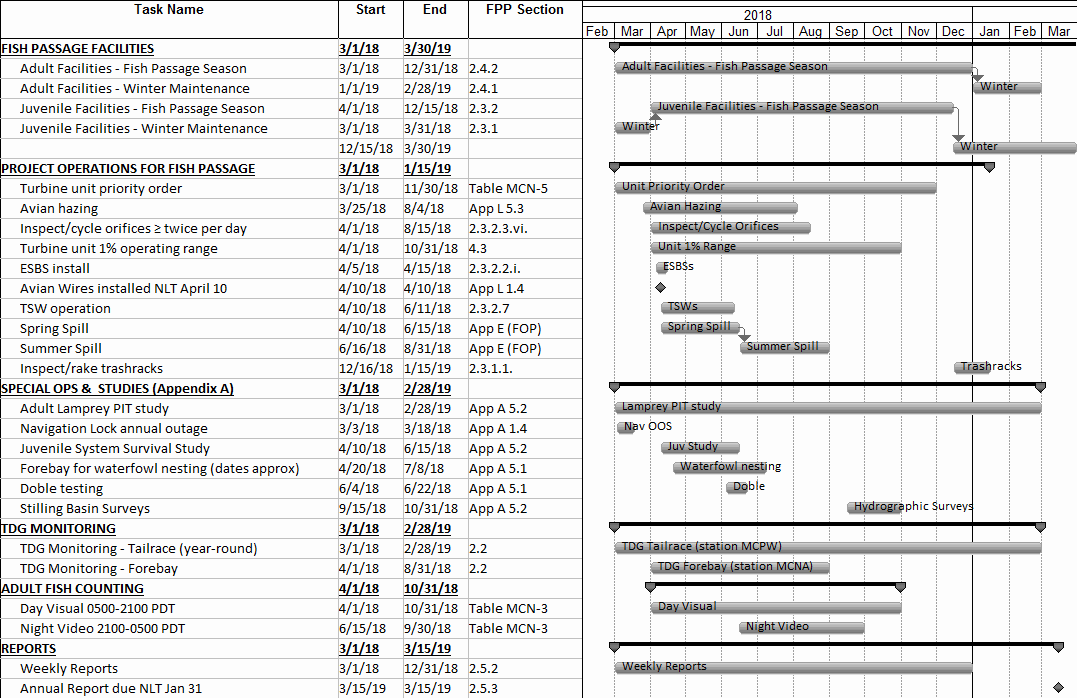 Task Name Start End FPP Section 2018
Feb Mar Apr May Jun Jul Aug Sep Oct Nov Dec Jan Feb Mar
FISH PASSAGE FACILITIES 3/1/18 3/30/19
Adult Facilities - Fish Passage Season 3/1/18 12/31/18 2.4.2 Adult Facilities - Fish Passage Season
Adult Facilities - Winter Maintenance 1/1/19 2/28/19 2.4.1 Winter
Juvenile Facilities - Fish Passage Season 4/1/18 12/15/18 2.3.2 Juvenile Facilities - Fish Passage Season
Juvenile Facilities - Winter Maintenance 3/1/18 3/31/18 2.3.1 Winter
12/15/18 3/30/19 Winter
PROJECT OPERATIONS FOR FISH PASSAGE 3/1/18 1/15/19
Turbine unit priority order 3/1/18 11/30/18 Table MCN-5 Unit Priority Order
Avian hazing 3/25/18 8/4/18 App L 5.3 Avian Hazing
Inspect/cycle orifices ≥ twice per day 4/1/18 8/15/18 2.3.2.3.vi. Inspect/Cycle Orifices
Turbine unit 1% operating range 4/1/18 10/31/18 4.3 Unit 1% Range
ESBS install 4/5/18 4/15/18 2.3.2.2.i. ESBSs
Avian Wires installed NLT April 10 4/10/18 4/10/18 App L 1.4
TSW operation 4/10/18 6/11/18 2.3.2.7 TSWs
Spring Spill 4/10/18 6/15/18 App E (FOP) Spring Spill
Summer Spill 6/16/18 8/31/18 App E (FOP) Summer Spill
Inspect/rake trashracks 12/16/18 1/15/19 2.3.1.1. Trashracks
SPECIAL OPS & STUDIES (Appendix A) 3/1/18 2/28/19
Adult Lamprey PIT study 3/1/18 2/28/19 App A 5.2 Lamprey PIT study
Navigation Lock annual outage 3/3/18 3/18/18 App A 1.4 Nav OOS
Juvenile System Survival Study 4/10/18 6/15/18 App A 5.2 Juv Study
Forebay for waterfowl nesting (dates approx) 4/20/18 7/8/18 App A 5.1 Waterfowl nesting
Doble testing 6/4/18 6/22/18 App A 5.1 Doble
Stilling Basin Surveys 9/15/18 10/31/18 App A 5.2 Hydrographic Surveys
TDG MONITORING 3/1/18 2/28/19
TDG Monitoring - Tailrace (year-round) 3/1/18 2/28/19 2.2 TDG Tailrace (station MCPW)
TDG Monitoring - Forebay 4/1/18 8/31/18 2.2 TDG Forebay (station MCNA)
ADULT FISH COUNTING 4/1/18 10/31/18
Day Visual 0500-2100 PDT 4/1/18 10/31/18 Table MCN-3 Day Visual
Night Video 2100-0500 PDT 6/15/18 9/30/18 Table MCN-3 Night Video
REPORTS 3/1/18 3/15/19
Weekly Reports 3/1/18 12/31/18 2.5.2 Weekly Reports
Annual Report due NLT Jan 31 3/15/19 3/15/19 2.5.3